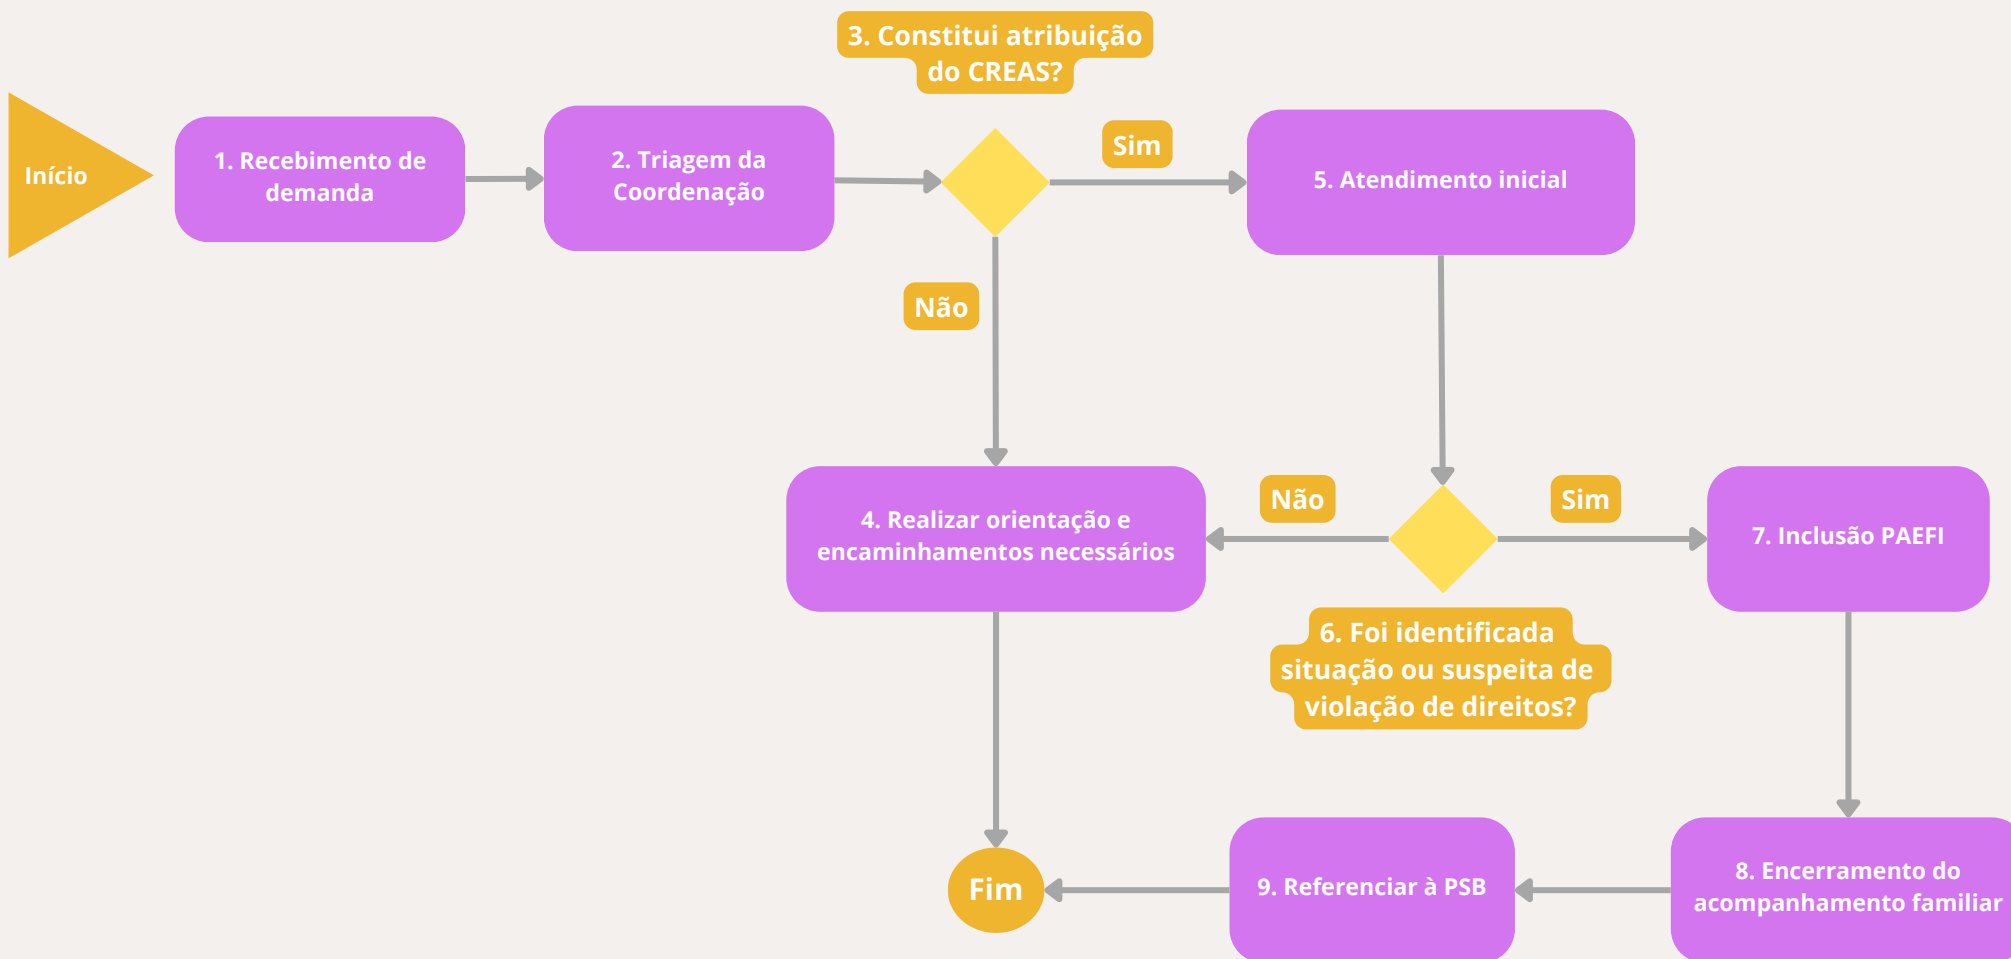 3. Constitui atribuição
do CREAS?
Início
1. Recebimento de
demanda
2. Triagem da
Coordenação
Sim
5. Atendimento inicial
Não
4. Realizar orientação e
encaminhamentos necessários
Não
Sim
7. Inclusão PAEFI
6. Foi identificada
situação ou suspeita de
violação de direitos?
Fim
9. Referenciar à PSB
8. Encerramento do
acompanhamento familiar